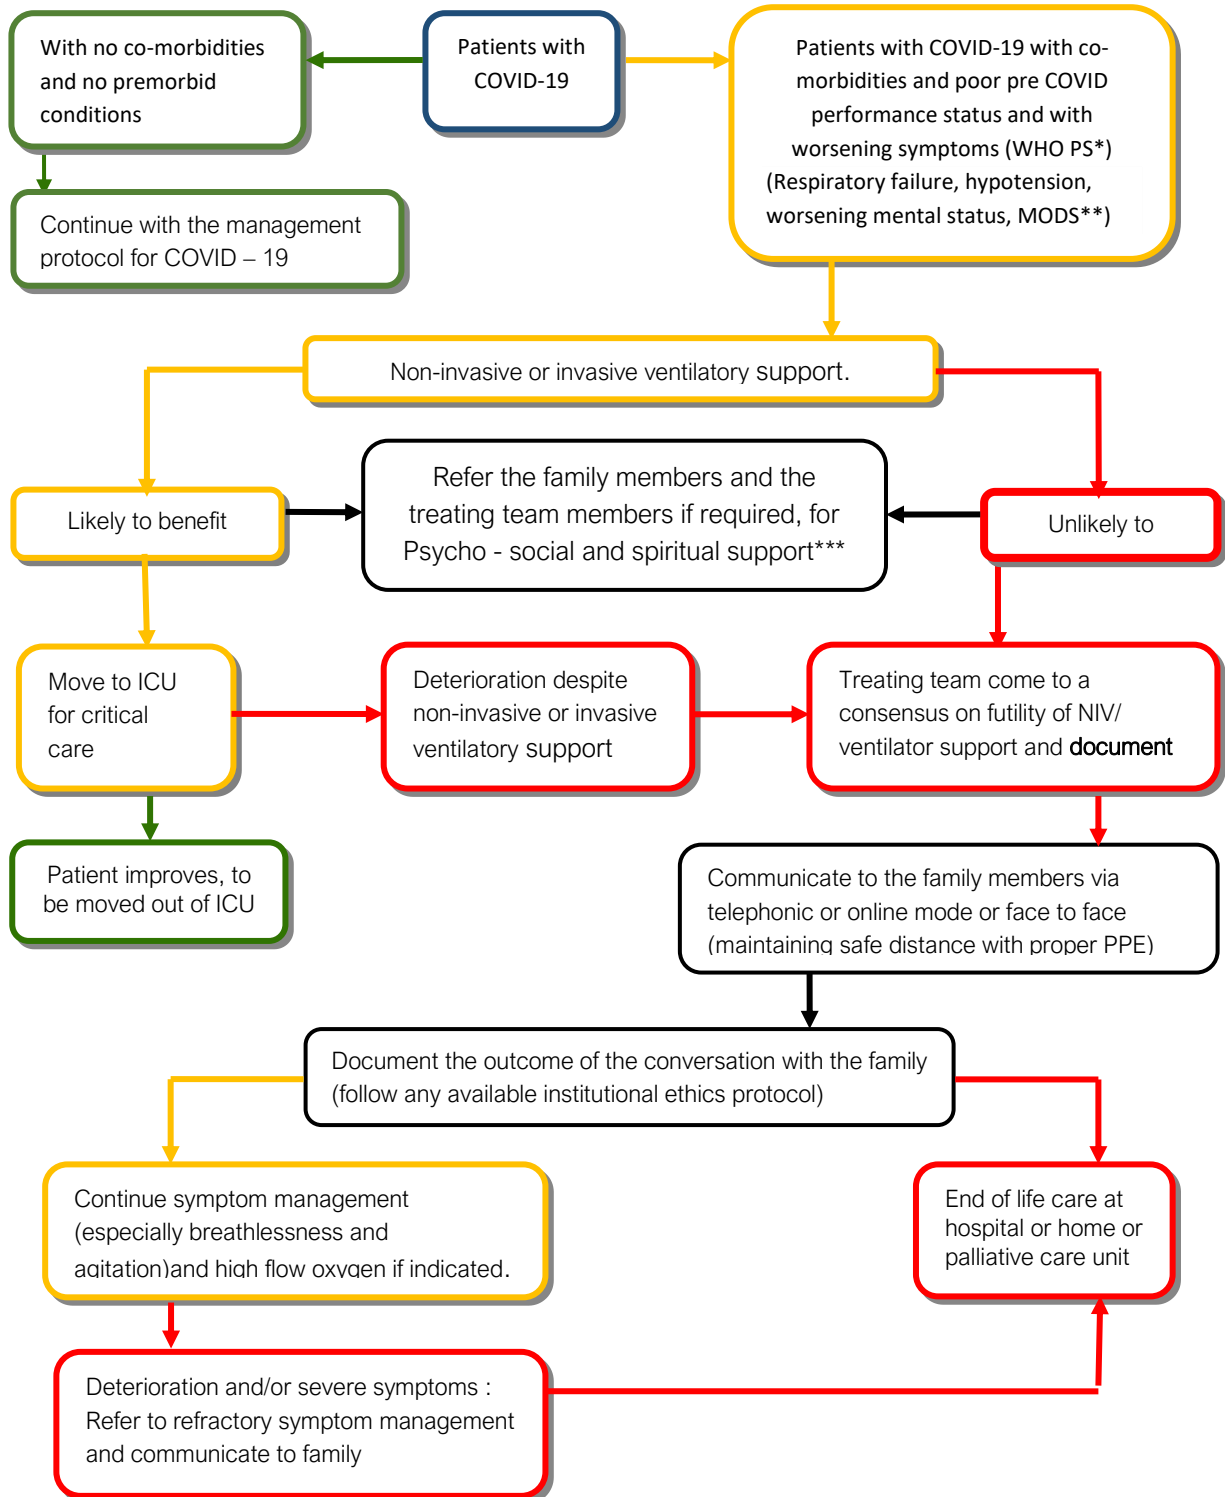 With no co-morbidities
and no premorbid
conditions
Patients with
COVID-19
Patients with COVID-19 with co-
morbidities and poor pre COVID
performance status and with
worsening symptoms (WHO PS*)
(Respiratory failure, hypotension,
worsening mental status, MODS**)
Continue with the management
protocol for COVID – 19
Non-invasive or invasive ventilatory support.
Refer the family members and the
treating team members if required, for
Psycho - social and spiritual support***
Likely to benefit
Unlikely to
Move to ICU
for critical
care
Deterioration despite
non-invasive or invasive
ventilatory support
Treating team come to a
consensus on futility of NIV/
ventilator support and document
Patient improves, to
be moved out of ICU
Communicate to the family members via
telephonic or online mode or face to face
(maintaining safe distance with proper PPE)
Document the outcome of the conversation with the family
(follow any available institutional ethics protocol)
Continue symptom management
(especially breathlessness and
agitation)and high flow oxygen if indicated.
End of life care at
hospital or home or
palliative care unit
Deterioration and/or severe symptoms :
Refer to refractory symptom management
and communicate to family